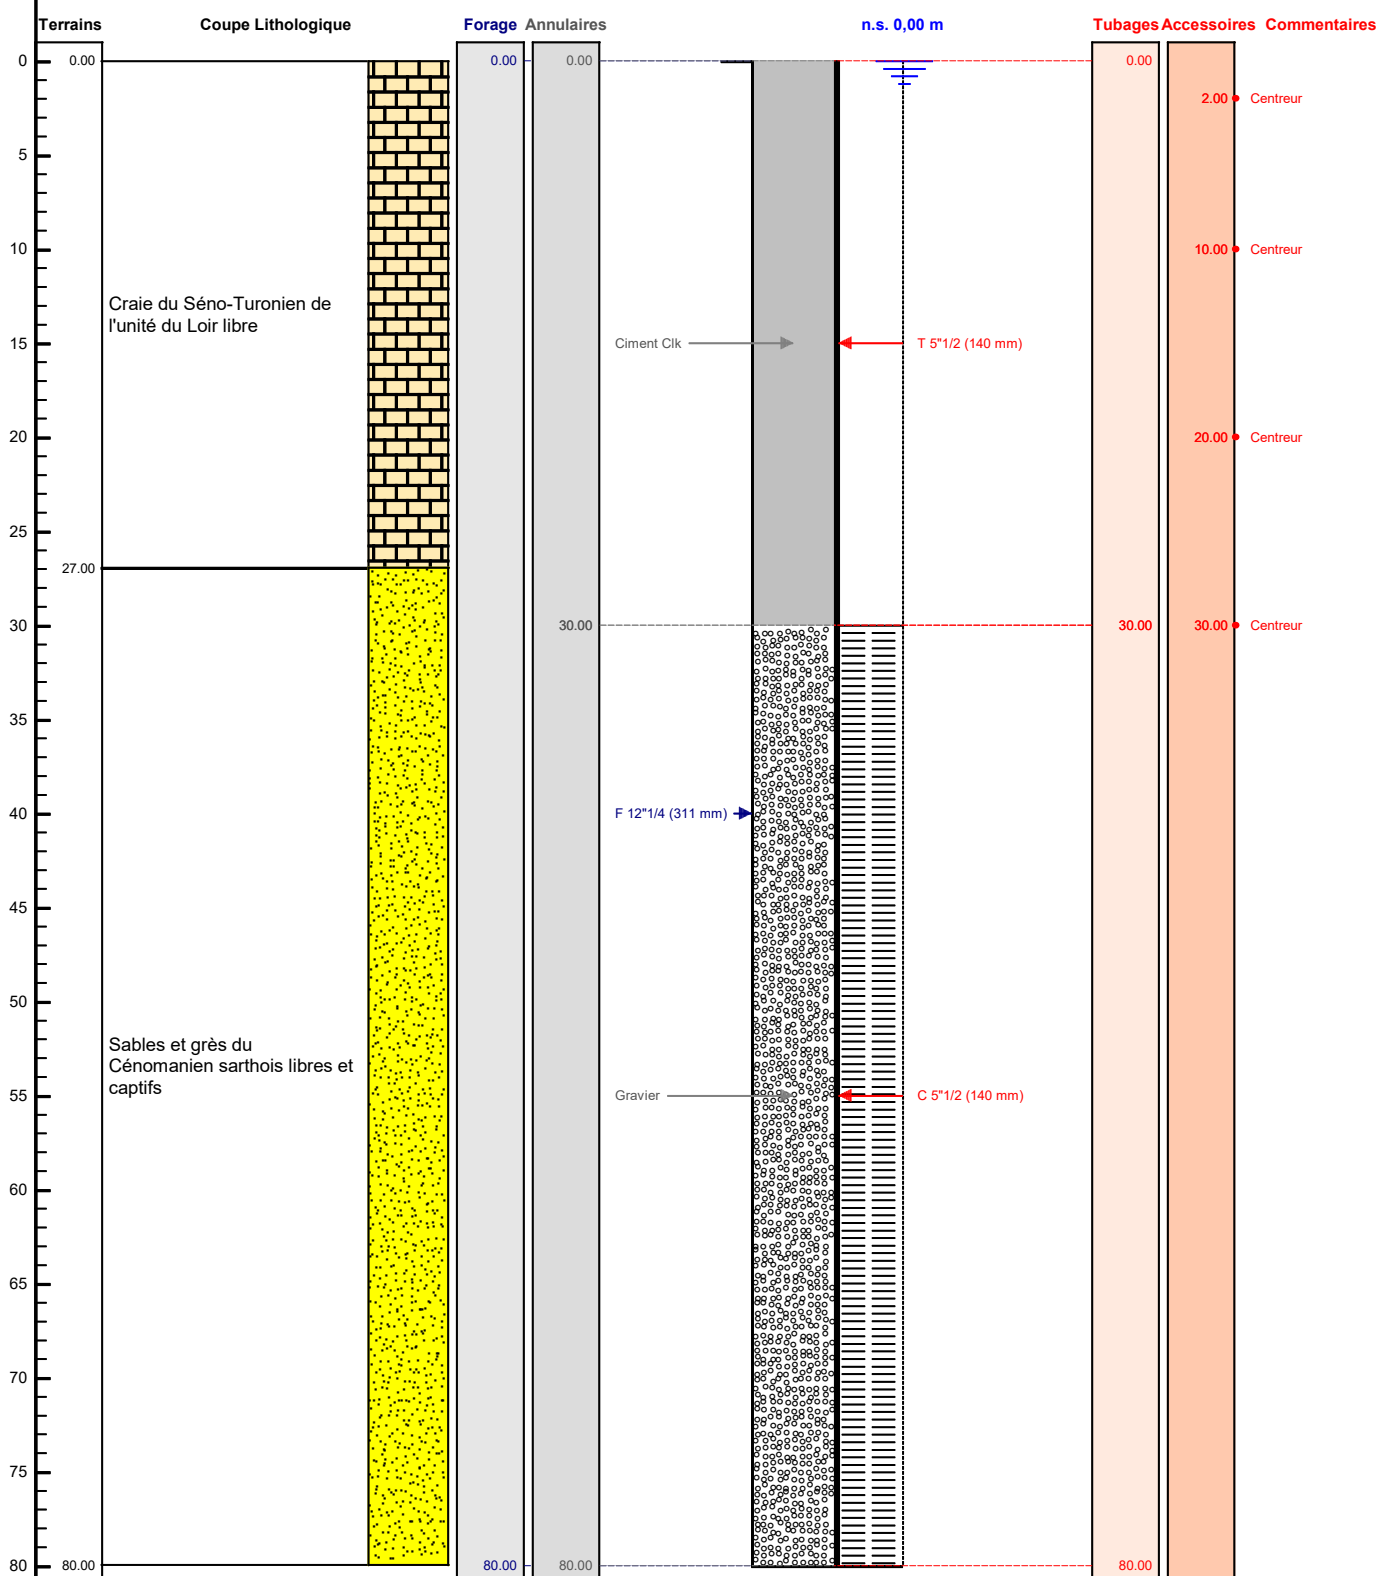 Terrains Coupe Lithologique Forage Annulaires n.s. 0,00 m Tubages Accessoires Commentaires
0 0.00 0.00 0.00 0.00
2.00 Centreur
5
10 10.00 Centreur
Craie du Séno-Turonien de
l'unité du Loir libre
15 Ciment Clk T 5"1/2 (140 mm)
20 20.00 Centreur
25
27.00
30 30.00 30.00 30.00 Centreur
35
40 F 12"1/4 (311 mm)
45
50
Sables et grès du
Cénomanien sarthois libres et
captifs
55 Gravier C 5"1/2 (140 mm)
60
65
70
75
80 80.00 80.00 80.00 80.00